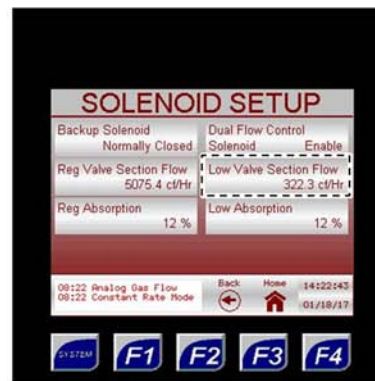 SOLENOID SETUP
Backup Solenoid
Normally Closed
Dual Flow Control
Solenoid Enable
Reg Valve Section Flow
5075.4 cf/Hr
Low Valve Section Flow
322.3 cf/Hr
Reg Absorption
12 %
Low Absorption
12 %
08:22 Analog Gas Flow
08:22 Constant Rate Mode
Back
Home
14:22:43
01/18/17
SYSTEM
F1
F2
F3
F4